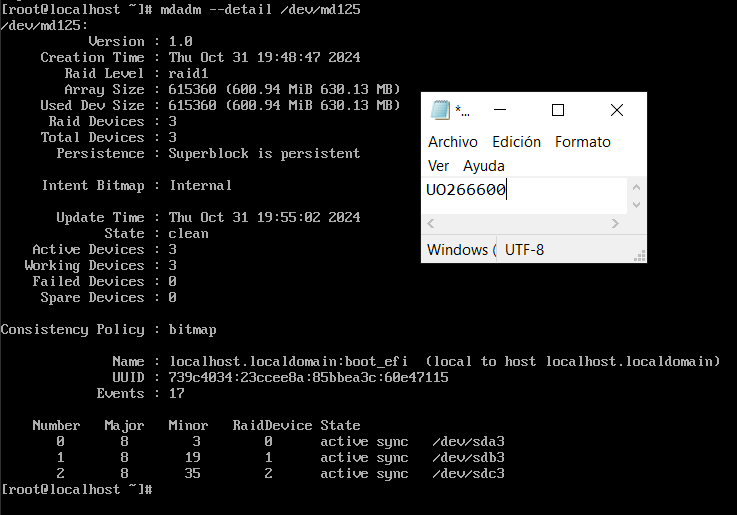 [root@localhost ~]# mdadm --detail /dev/md125
/dev/md125:
Version : 1.0
Creation Time : Thu Oct 31 19:48:47 2024
Raid Level : raid1
Array Size : 615360 (600.94 MiB 630.13 MB)
Used Dev Size : 615360 (600.94 MiB 630.13 MB)
Raid Devices : 3
Total Devices : 3
Persistence : Superblock is persistent
Intent Bitmap : Internal
Update Time : Thu Oct 31 19:55:02 2024
State : clean
Active Devices : 3
Working Devices : 3
Failed Devices : 0
Spare Devices : 0
Consistency Policy : bitmap
Name : localhost.localdomain:boot_efi  (local to host localhost.localdomain)
UUID : 739c4034:23ccee8a:85bbea3c:60e47115
Events : 17
Number   Major   Minor   RaidDevice State
0       8        3        0      active sync   /dev/sda3
1       8       19        1      active sync   /dev/sdb3
2       8       35        2      active sync   /dev/sdc3
[root@localhost ~]#
*...
Archivo Edición Formato
Ver Ayuda
UO266600
Windows ( UTF-8